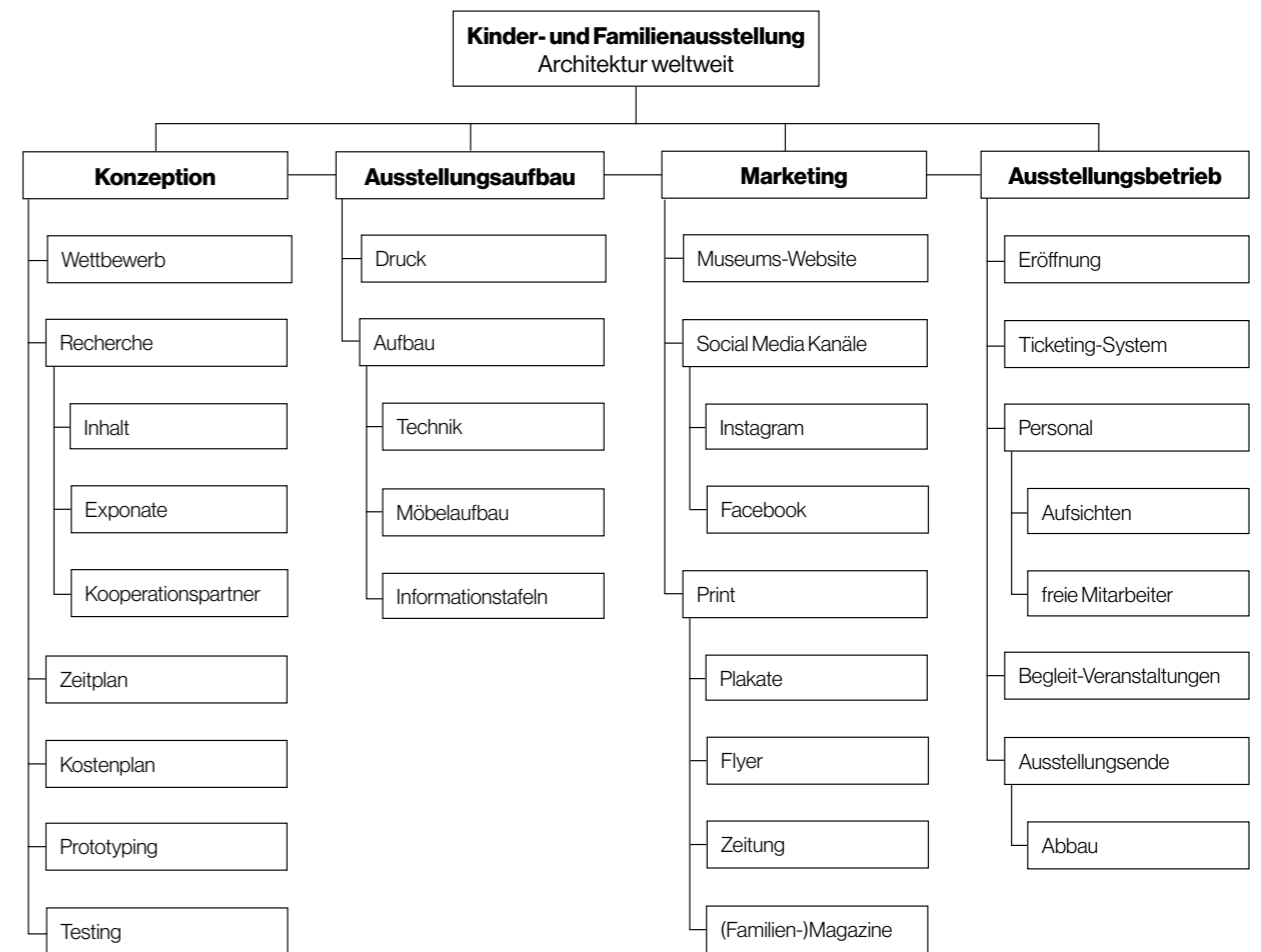 Kinder- und Familienausstellung
Architektur weltweit
Konzeption
Wettbewerb
Recherche
Inhalt
Exponate
Kooperationspartner
Zeitplan
Kostenplan
Prototyping
Testing
Ausstellungsaufbau
Druck
Aufbau
Technik
Möbelaufbau
Informationstafeln
Marketing
Museums-Website
Social Media Kanäle
Instagram
Facebook
Print
Plakate
Flyer
Zeitung
(Familien-)Magazine
Ausstellungsbetrieb
Eröffnung
Ticketing-System
Personal
Aufsichten
freie Mitarbeiter
Begleit-Veranstaltungen
Ausstellungsende
Abbau